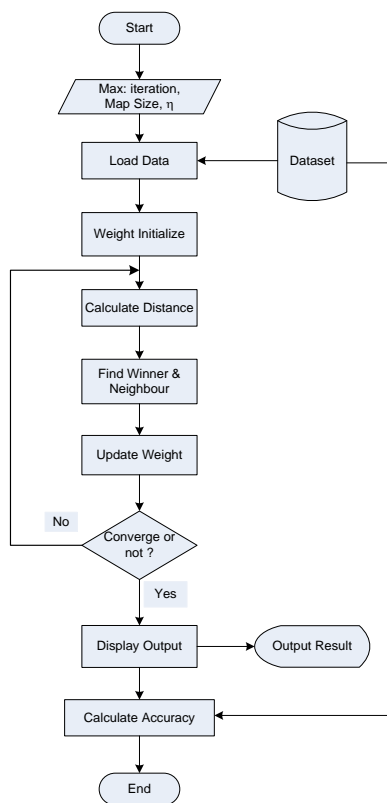 Start
Max: iteration,
Map Size, η
Load Data
Dataset
Weight Initialize
Calculate Distance
Find Winner &
Neighbour
Update Weight
No
Converge or
not ?
Yes
Display Output
Output Result
Calculate Accuracy
End